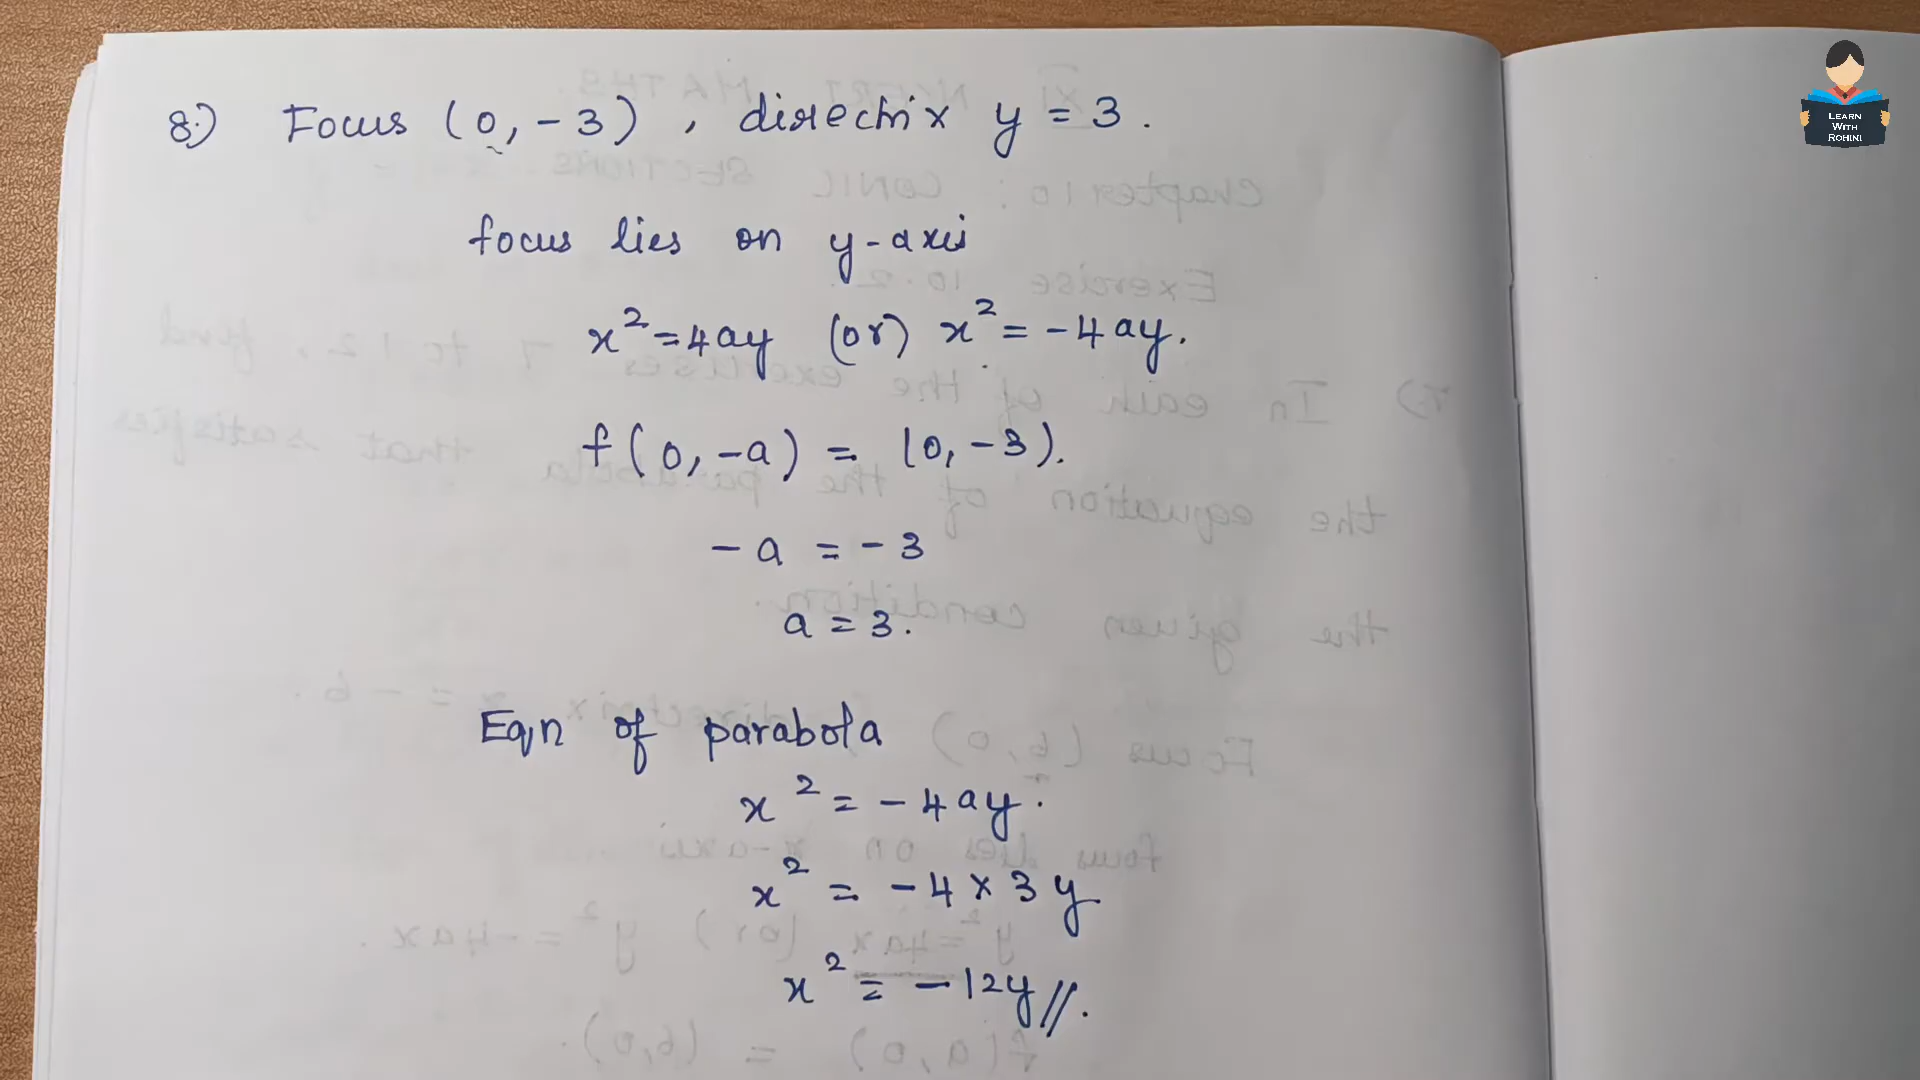 8.) Focus (0, -3), directrix y = 3.
focus lies on y-axis
x² = 4ay (or) x² = -4ay.
f(0, -a) = (0, -3).
-a = -3
a = 3.
Eqn of parabola
x² = -4ay.
x² = -4 × 3y
x² = -12y //.
LEARN
WITH
ROHINI